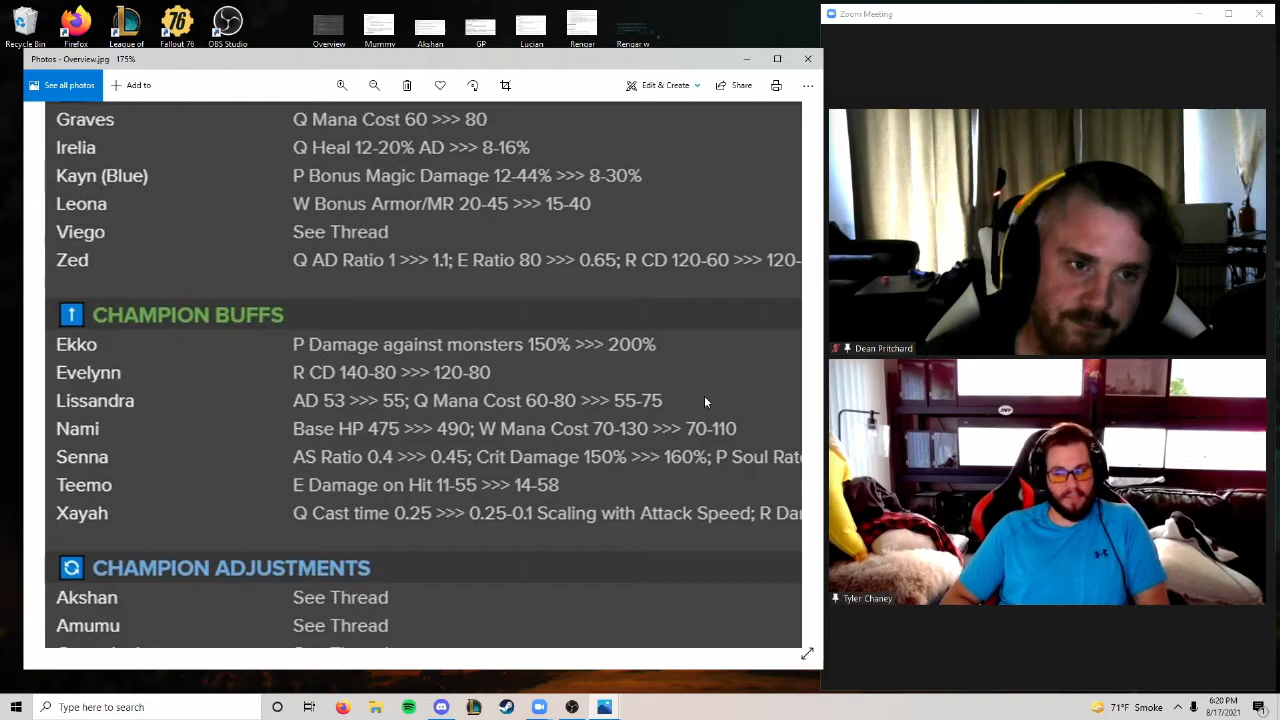 Recycle Bin
Firefox
League of
Fallout 76
OBS Studio
Overview
Mummy
Akshan
GP
Lucian
Rengar
Rengar w
Photos - Overview.jpg 175%
See all photos
Add to
Edit & Create
Share
Graves Q Mana Cost 60 >>> 80
Irelia Q Heal 12-20% AD >>> 8-16%
Kayn (Blue) P Bonus Magic Damage 12-44% >>> 8-30%
Leona W Bonus Armor/MR 20-45 >>> 15-40
Viego See Thread
Zed Q AD Ratio 1 >>> 1.1; E Ratio 80 >>> 0.65; R CD 120-60 >>> 120-
CHAMPION BUFFS
Ekko P Damage against monsters 150% >>> 200%
Evelynn R CD 140-80 >>> 120-80
Lissandra AD 53 >>> 55; Q Mana Cost 60-80 >>> 55-75
Nami Base HP 475 >>> 490; W Mana Cost 70-130 >>> 70-110
Senna AS Ratio 0.4 >>> 0.45; Crit Damage 150% >>> 160%; P Soul Rat
Teemo E Damage on Hit 11-55 >>> 14-58
Xayah Q Cast time 0.25 >>> 0.25-0.1 Scaling with Attack Speed; R Da
CHAMPION ADJUSTMENTS
Akshan See Thread
Amumu See Thread
Zoom Meeting
Dean Pritchard
Tyler Chaney
Type here to search
71°F Smoke
6:20 PM
8/17/2021